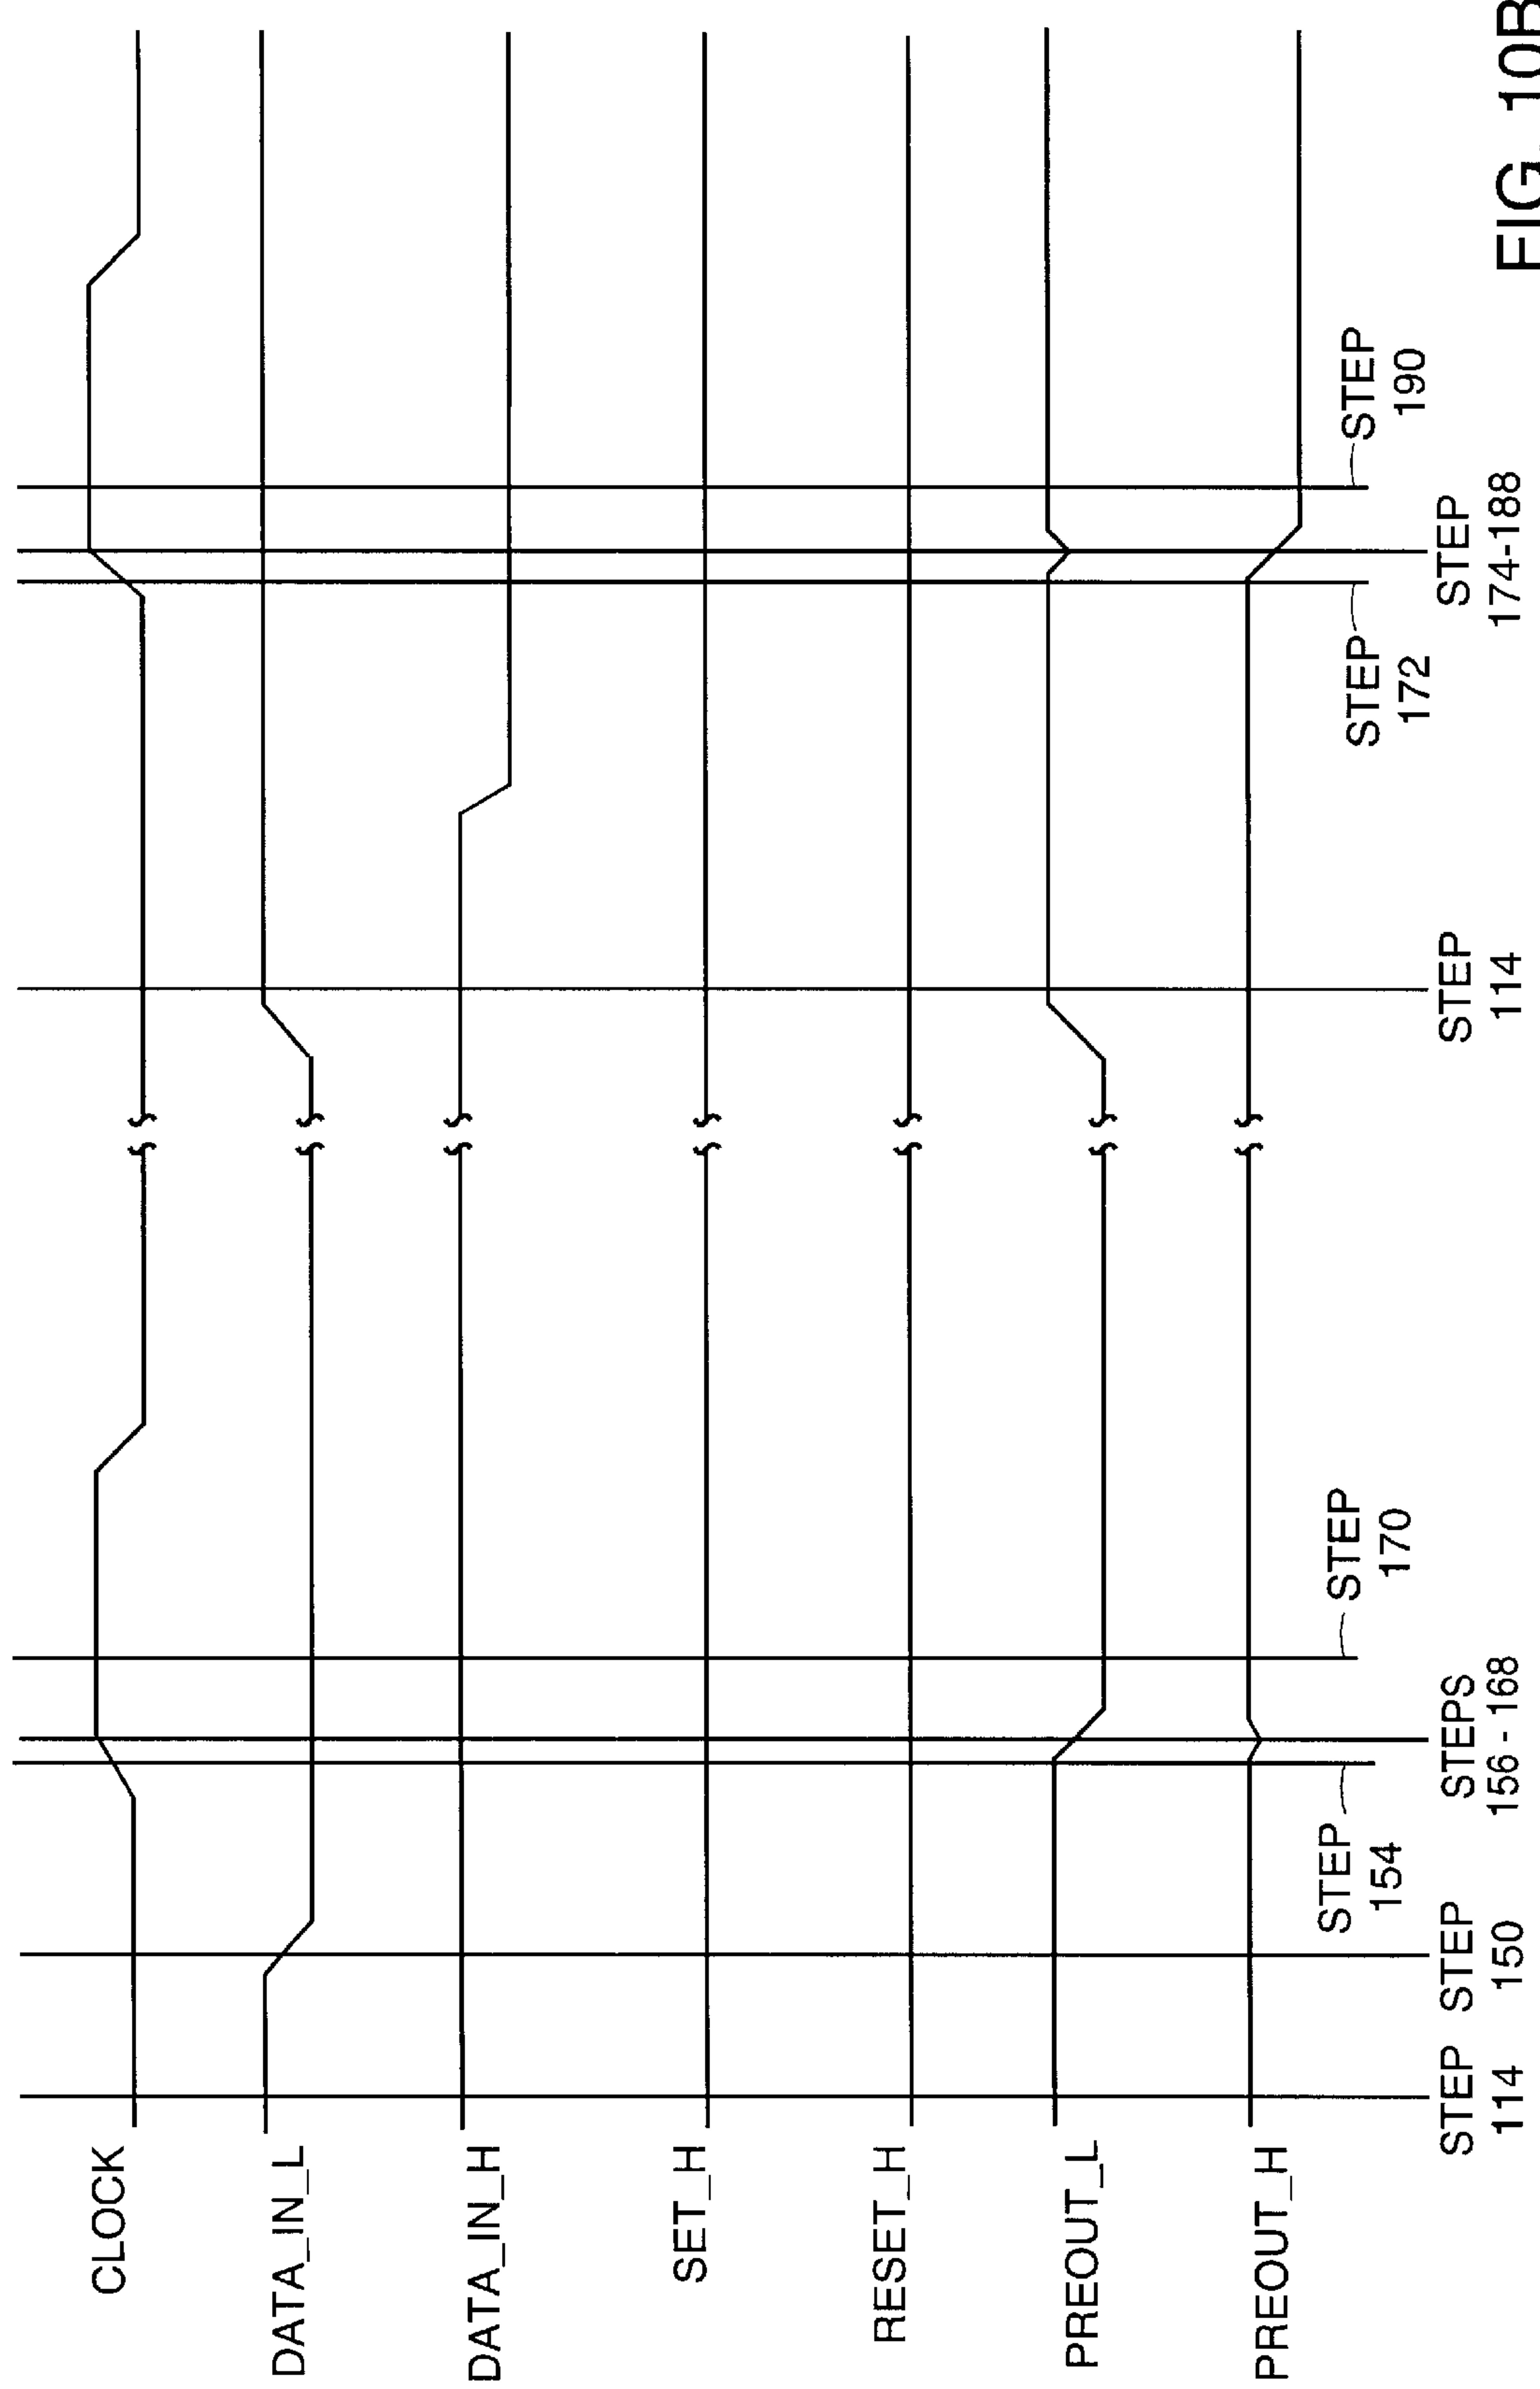 CLOCK
DATA_IN_L
DATA_IN_H
SET_H
RESET_H
PREOUT_L
PREOUT_H
STEP
114
STEP
150
STEP
154
STEPS
156 - 168
STEP
170
STEP
114
STEP
172
STEP
174-188
STEP
190
FIG. 10B